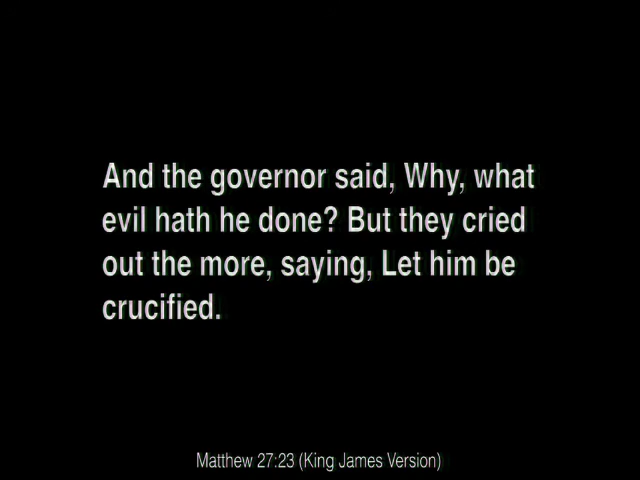 And the governor said, Why, what
evil hath he done? But they cried
out the more, saying, Let him be
crucified.
Matthew 27:23 (King James Version)